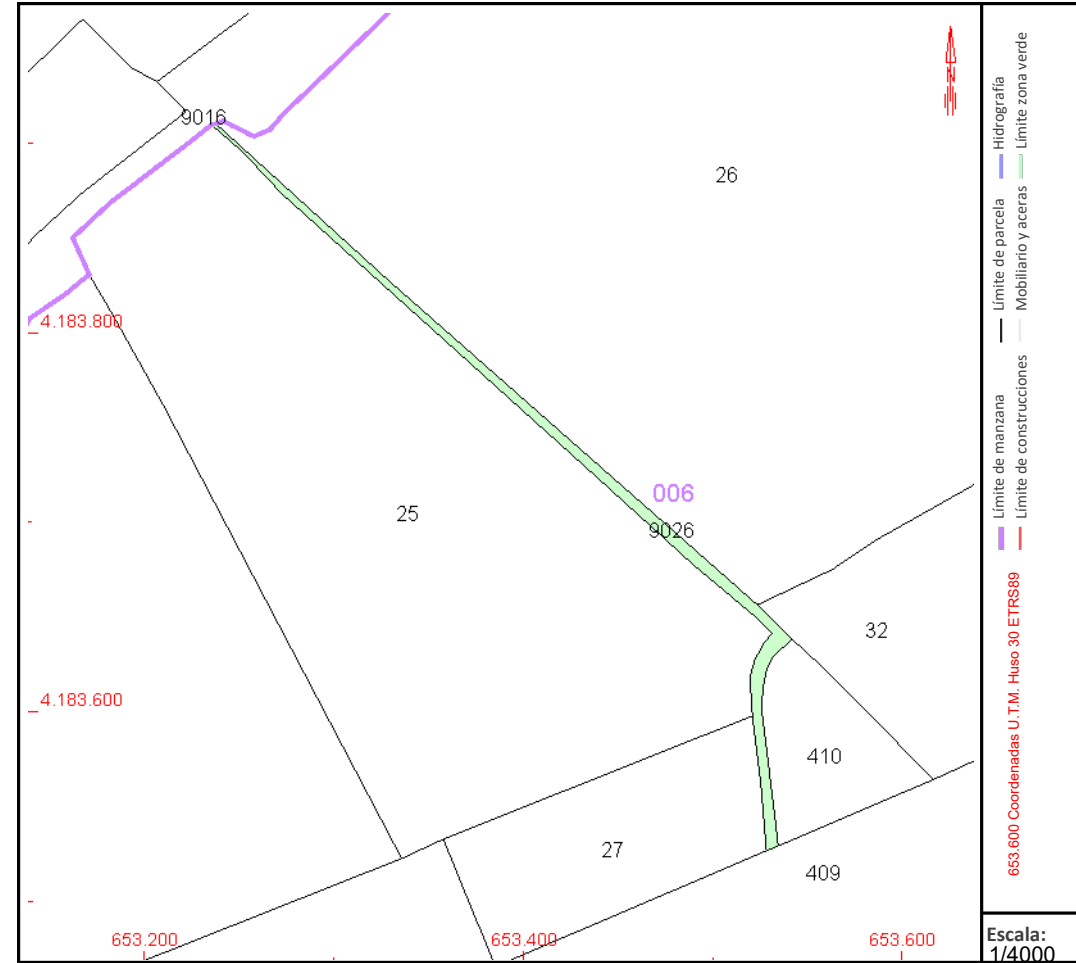 9016
N
26
4.183.800
006
25
9026
32
4.183.600
410
27
409
653.200
653.400
653.600
Límite de manzana
Límite de parcela
Hidrografía
Límite de construcciones
Mobiliario y aceras
Límite zona verde
653.600 Coordenadas U.T.M. Huso 30 ETRS89
Escala:
1/4000